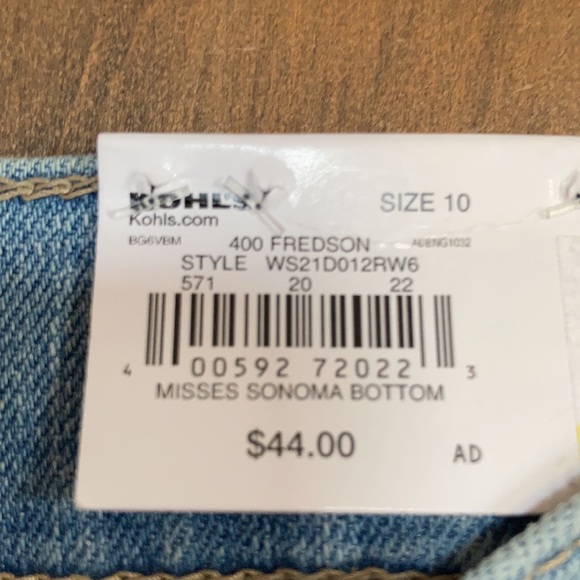 KOHL'S SIZE 10
Kohls.com
BG6VBM 400 FREDSON
STYLE WS21D012RW6
571 20 22
4 00592 72022 3
MISSES SONOMA BOTTOM
$44.00 AD